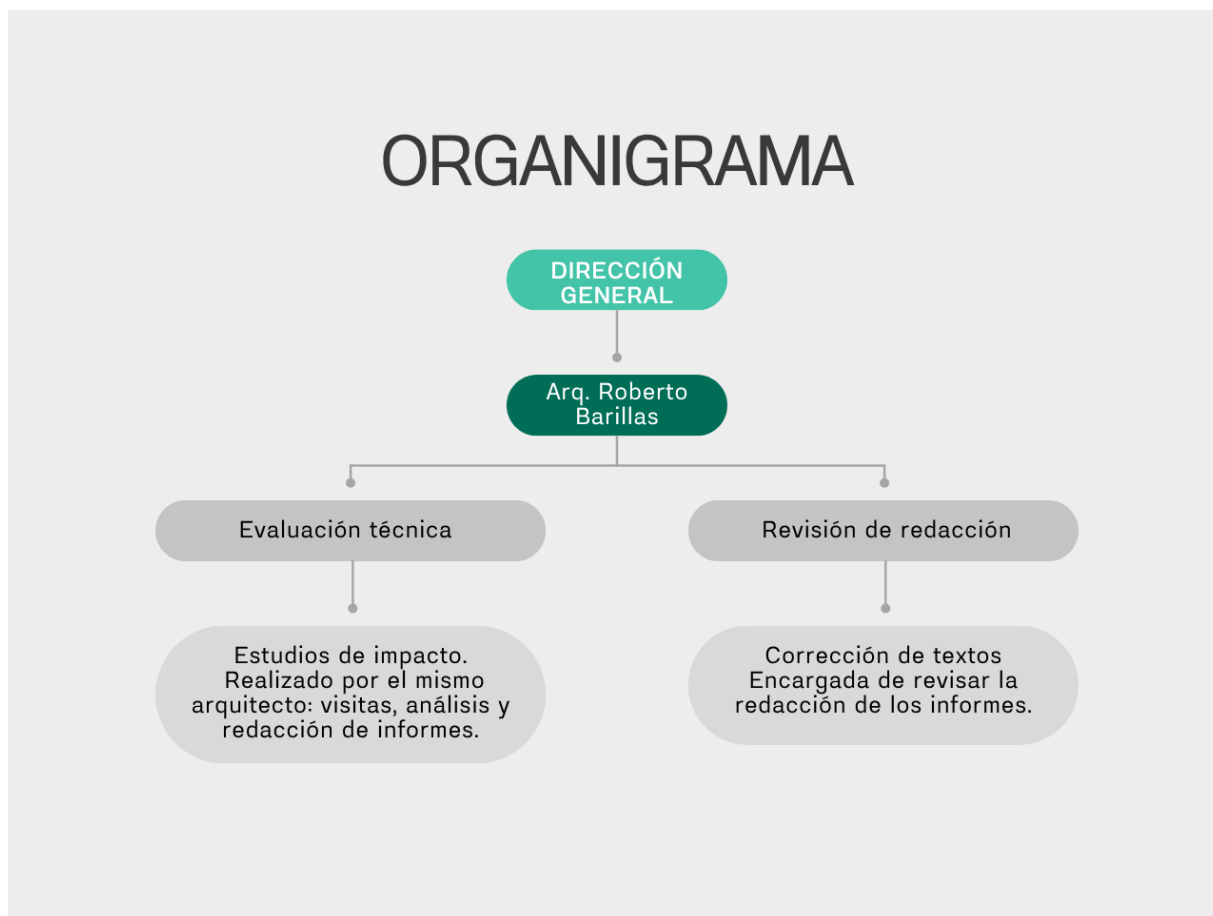 ORGANIGRAMA
DIRECCIÓN
GENERAL
Arq. Roberto
Barillas
Evaluación técnica
Revisión de redacción
Estudios de impacto.
Realizado por el mismo
arquitecto: visitas, análisis y
redacción de informes.
Corrección de textos
Encargada de revisar la
redacción de los informes.